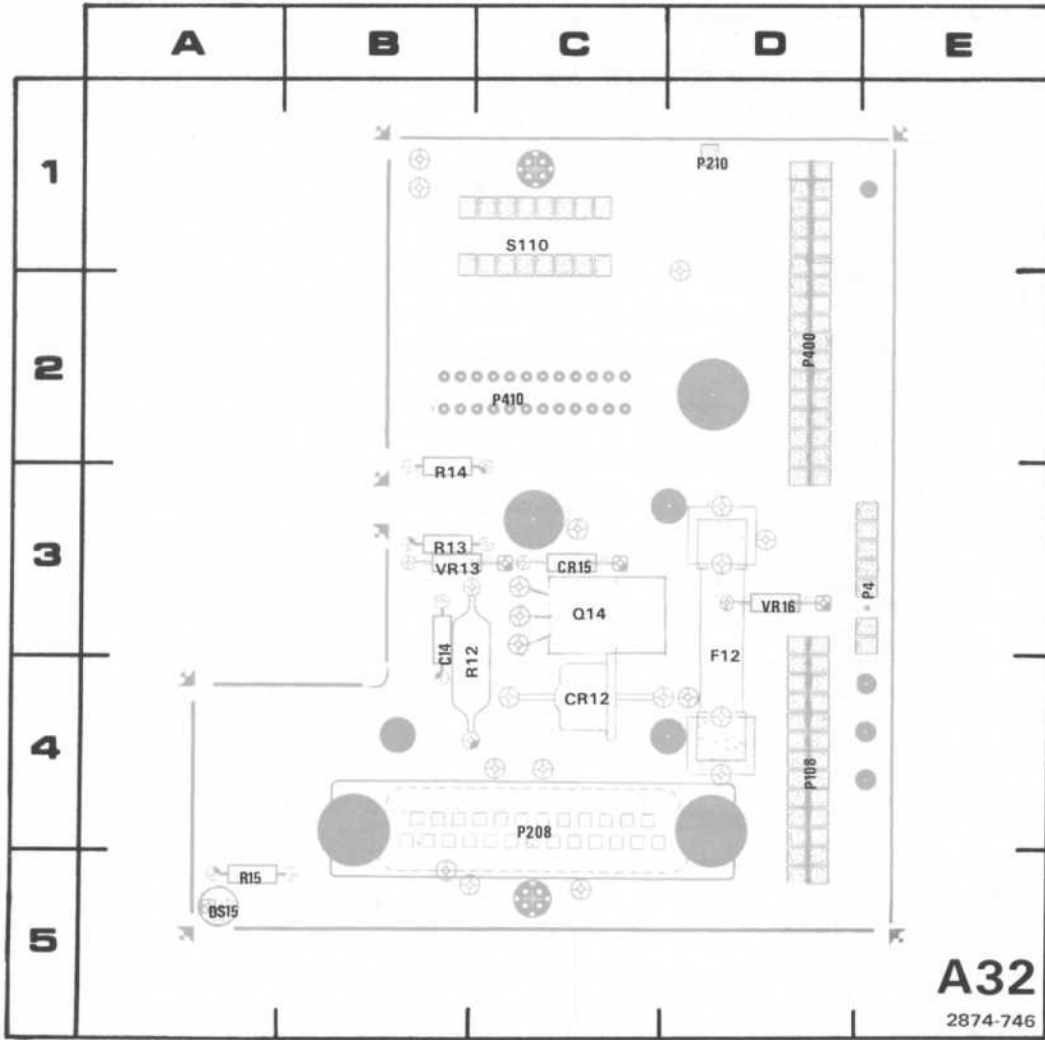 A B C D E
1
P210
S110
2
P400
P410
R14
3
R13
VR13 CR15
P4
VR16
Q14
C14 R12 F12
CR12
4
P108
P208
R15
DS15
5
A32
2874-746